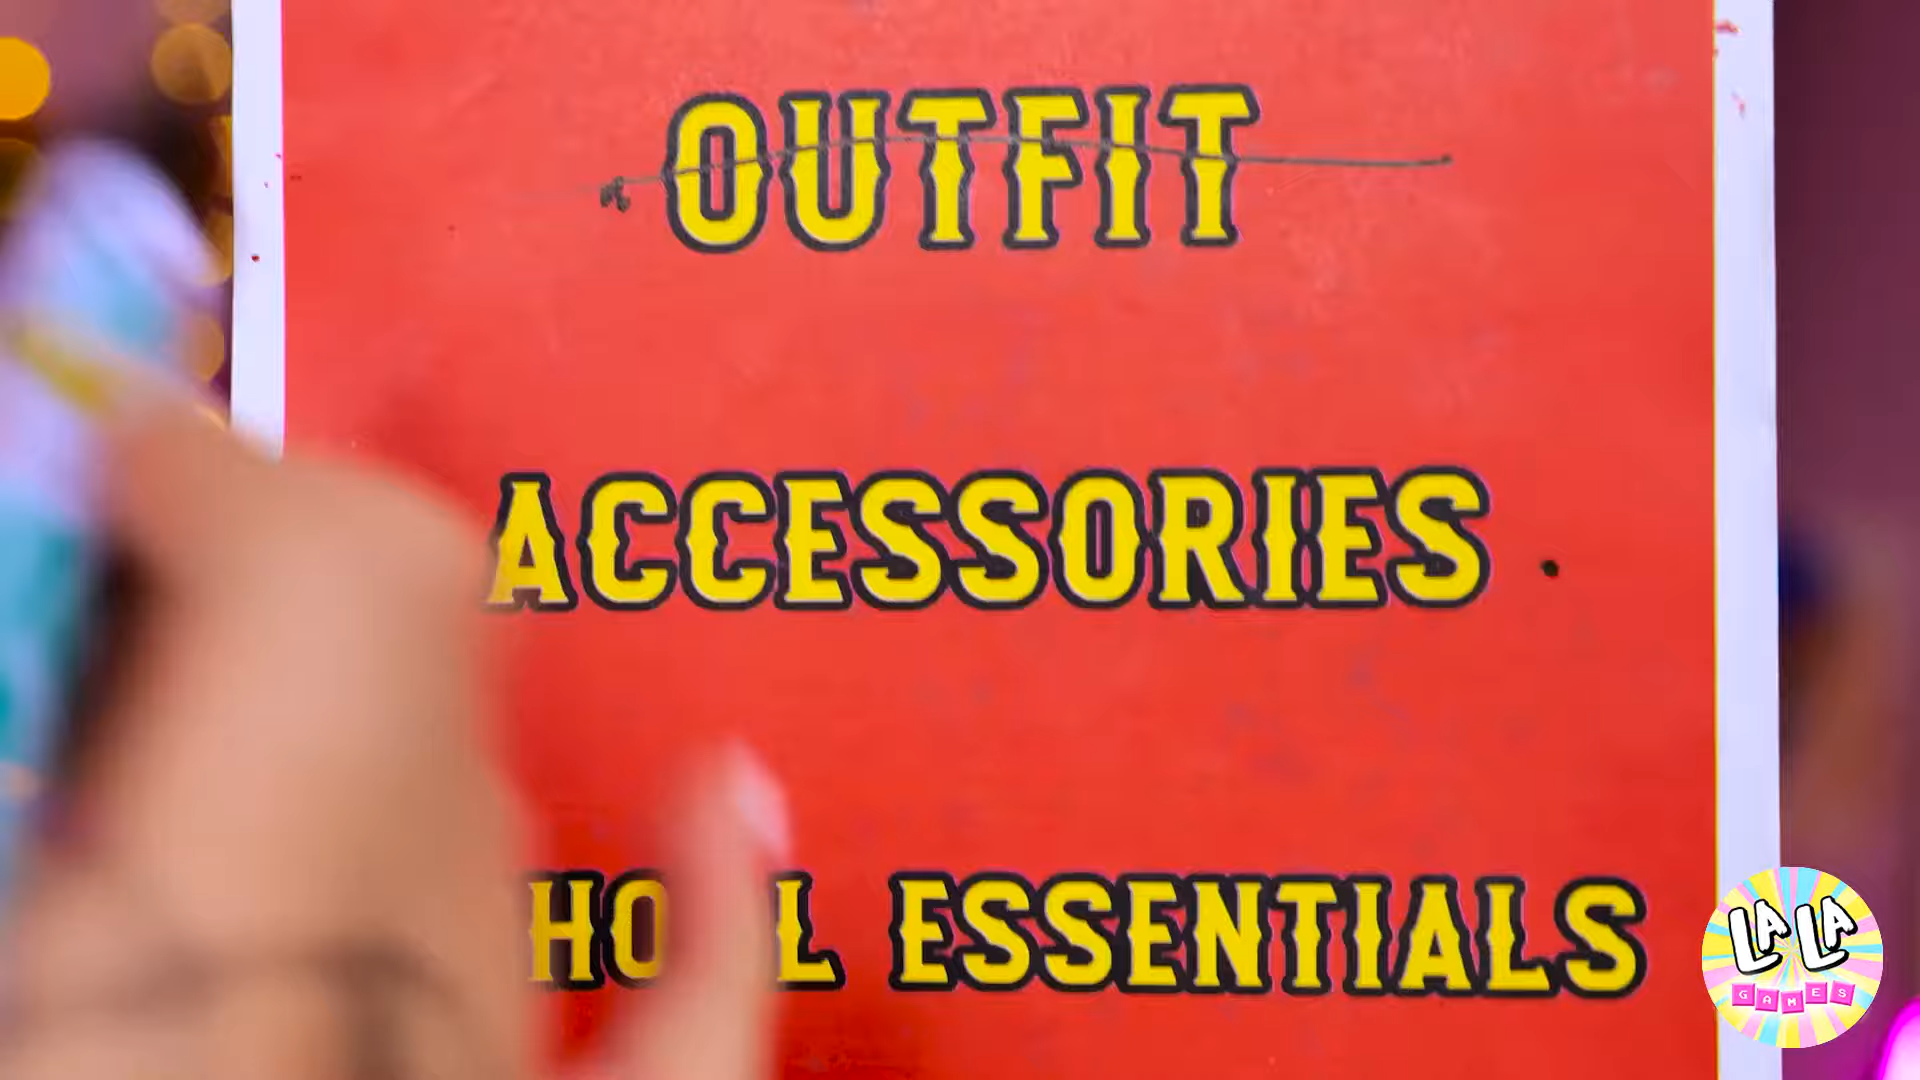 OUTFIT
ACCESSORIES
ESSENTIALS
LA LA
GAMES